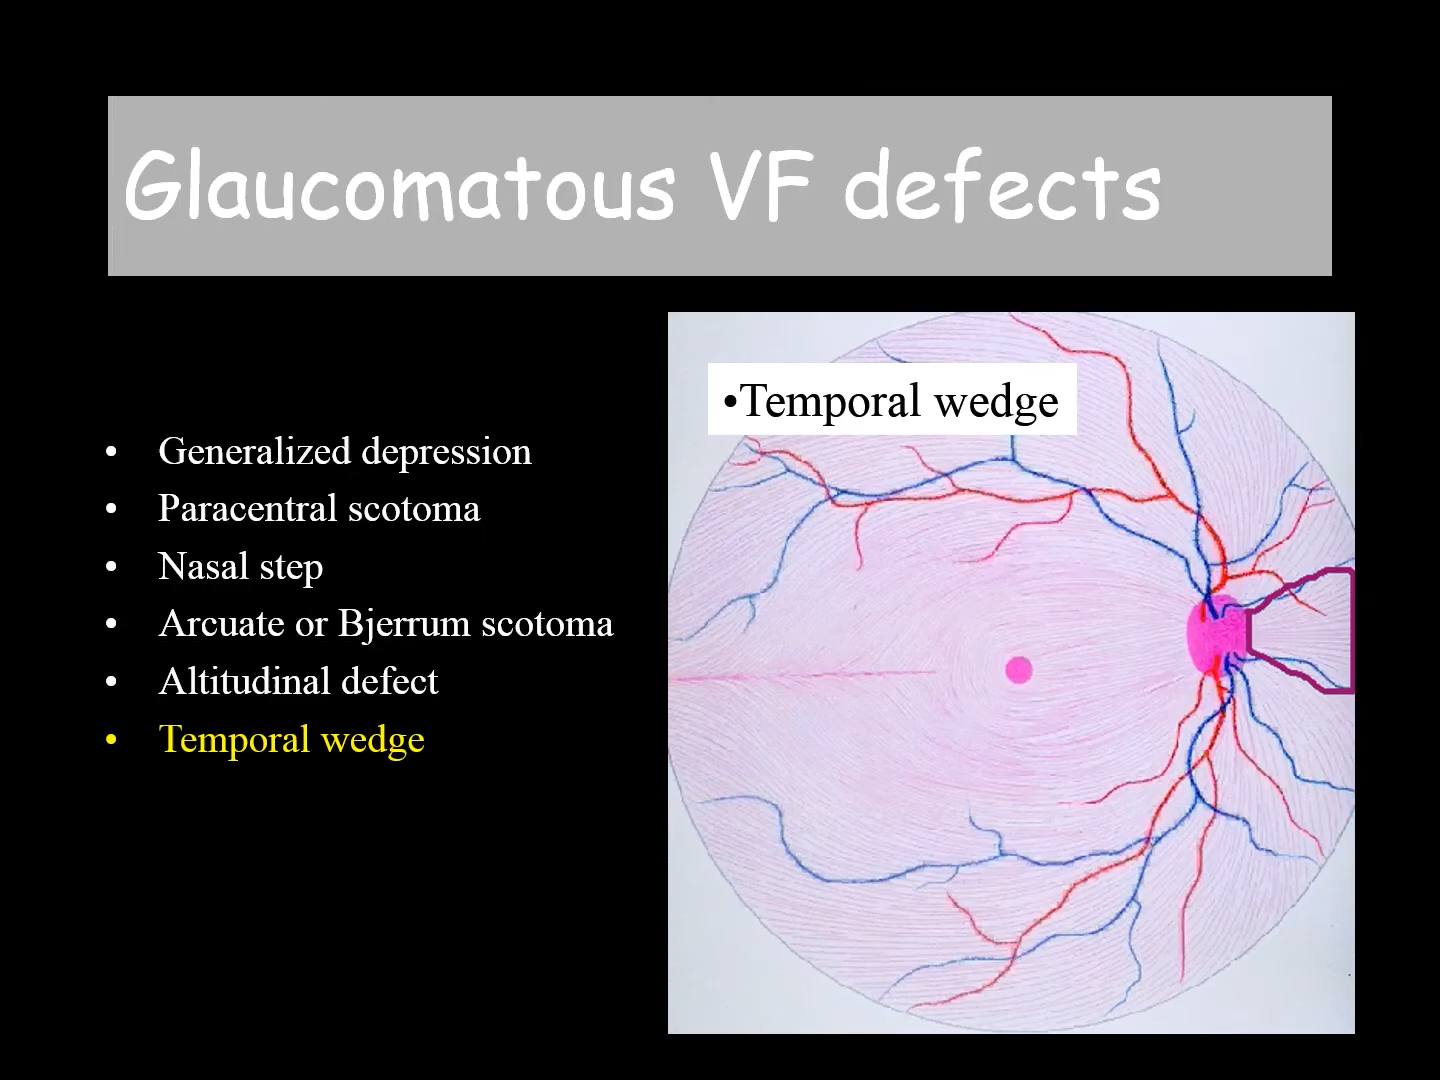 Glaucomatous VF defects
• Generalized depression
• Paracentral scotoma
• Nasal step
• Arcuate or Bjerrum scotoma
• Altitudinal defect
• Temporal wedge
•Temporal wedge